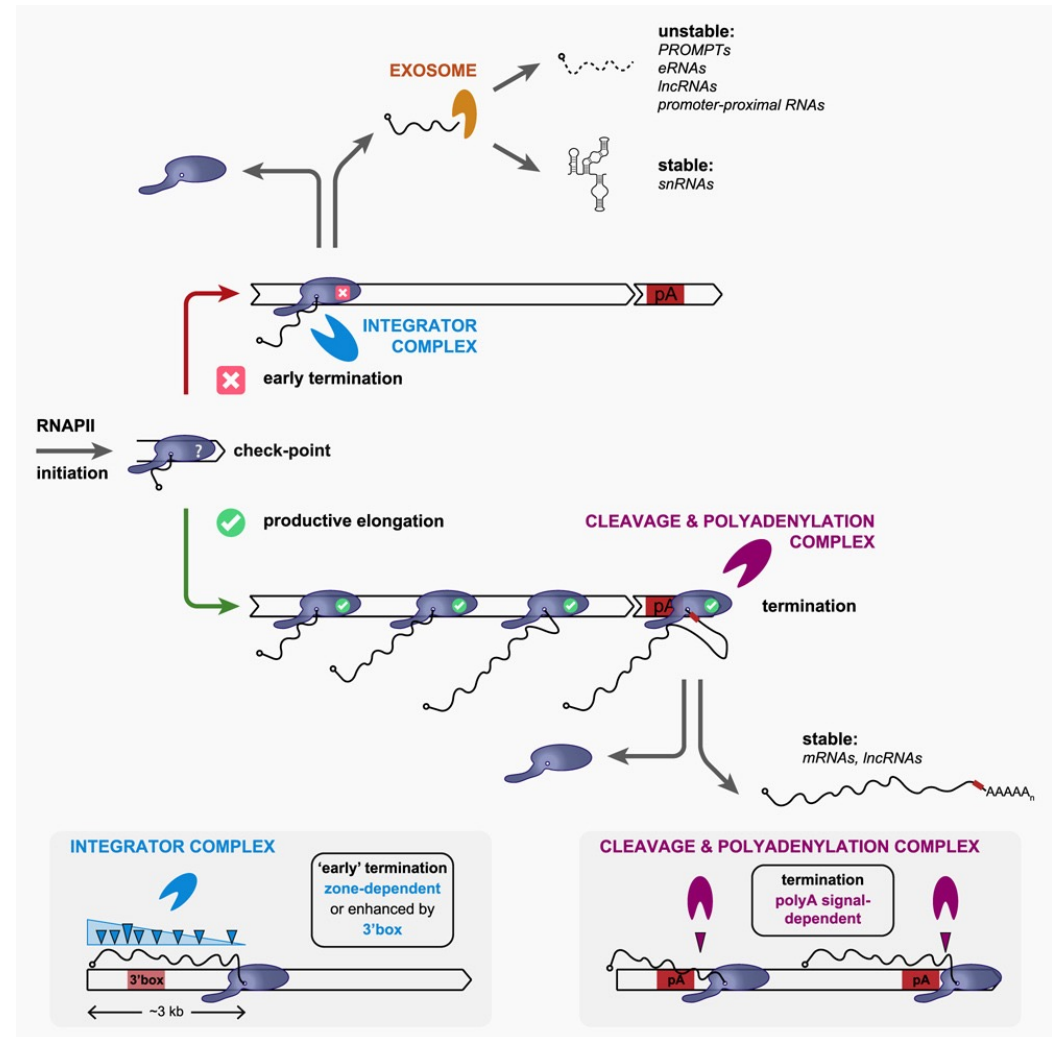 unstable:
PROMPTs
eRNAs
lncRNAs
promoter-proximal RNAs
EXOSOME
stable:
snRNAs
pA
INTEGRATOR
COMPLEX
early termination
RNAPII
initiation
?
check-point
productive elongation
CLEAVAGE & POLYADENYLATION
COMPLEX
pA
termination
stable:
mRNAs, lncRNAs
AAAAAn
INTEGRATOR COMPLEX
'early' termination
zone-dependent
or enhanced by
3'box
3'box
~3 kb
CLEAVAGE & POLYADENYLATION COMPLEX
termination
polyA signal-
dependent
pA
pA